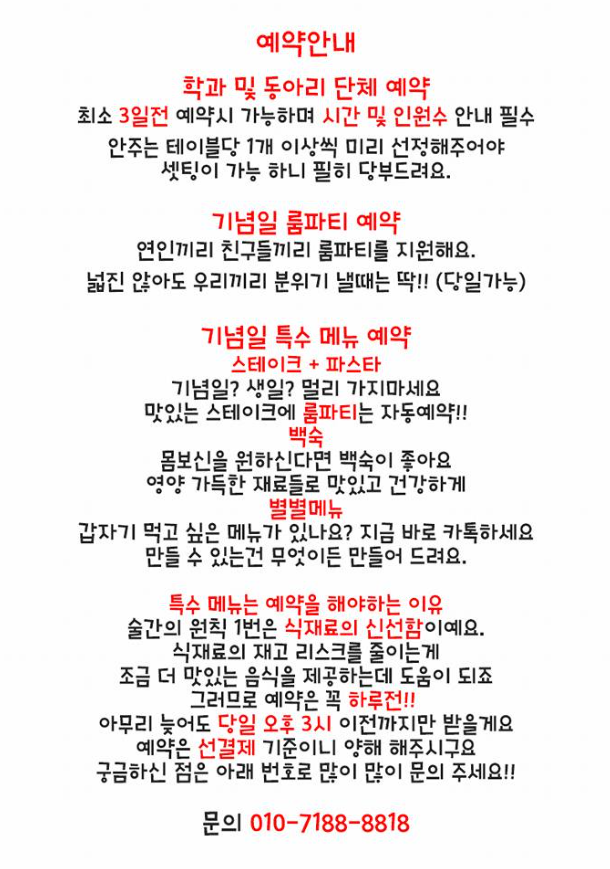 예약안내
학과 및 동아리 단체 예약
최소 3일전 예약시 가능하며 시간 및 인원수 안내 필수
안주는 테이블당 1개 이상씩 미리 선정해주어야
셋팅이 가능 하니 필히 당부드려요.
기념일 룸파티 예약
연인끼리 친구들끼리 룸파티를 지원해요.
넓진 않아도 우리끼리 분위기 낼때는 딱!! (당일가능)
기념일 특수 메뉴 예약
스테이크 + 파스타
기념일? 생일? 멀리 가지마세요
맛있는 스테이크에 룸파티는 자동예약!!
백숙
몸보신을 원하신다면 백숙이 좋아요
영양 가득한 재료들로 맛있고 건강하게
별별메뉴
갑자기 먹고 싶은 메뉴가 있나요? 지금 바로 카톡하세요
만들 수 있는건 무엇이든 만들어 드려요.
특수 메뉴는 예약을 해야하는 이유
술간의 원칙 1번은 식재료의 신선함이예요.
식재료의 재고 리스크를 줄이는게
조금 더 맛있는 음식을 제공하는데 도움이 되죠
그러므로 예약은 꼭 하루전!!
아무리 늦어도 당일 오후 3시 이전까지만 받을게요
예약은 선결제 기준이니 양해 해주시구요
궁금하신 점은 아래 번호로 많이 많이 문의 주세요!!
문의 010-7188-8818